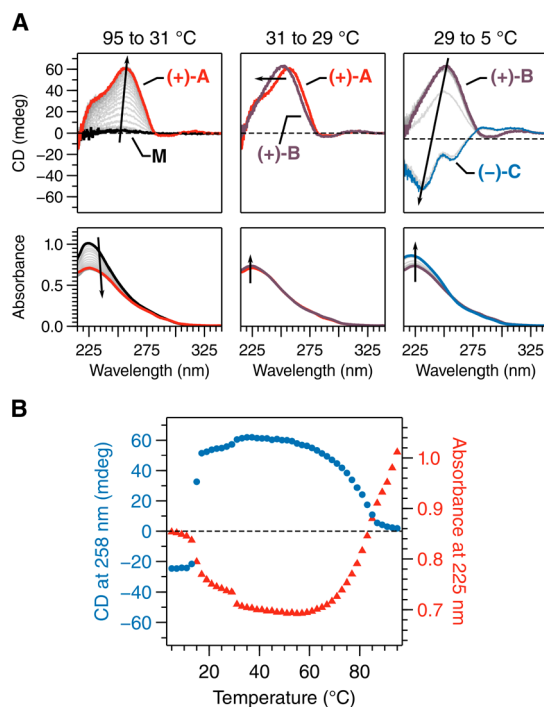 A
95 to 31 °C
31 to 29 °C
29 to 5 °C
CD (mdeg)
60
40
20
0
−20
−40
−60
(+)-A
M
(+)-A
(+)-B
(+)-B
(−)-C
Absorbance
1.0
0.5
0.0
225 275 325
225 275 325
225 275 325
Wavelength (nm)
Wavelength (nm)
Wavelength (nm)
B
CD at 258 nm (mdeg)
60
40
20
0
−20
−40
−60
Absorbance at 225 nm
1.0
0.9
0.8
0.7
20 40 60 80
Temperature (°C)